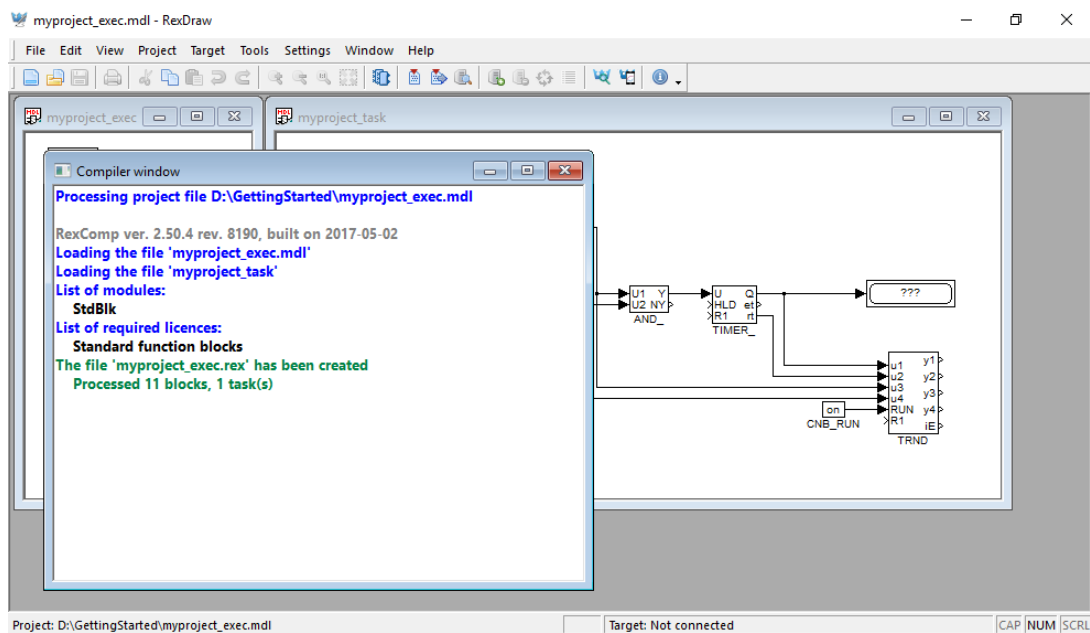 myproject_exec.mdl - RexDraw
File Edit View Project Target Tools Settings Window Help
myproject_exec
myproject_task
Compiler window
Processing project file D:\GettingStarted\myproject_exec.mdl
RexComp ver. 2.50.4 rev. 8190, built on 2017-05-02
Loading the file 'myproject_exec.mdl'
Loading the file 'myproject_task'
List of modules:
StdBlk
List of required licences:
Standard function blocks
The file 'myproject_exec.rex' has been created
Processed 11 blocks, 1 task(s)
U1 Y
U2 NY
AND_
U Q
HLD et
R1 rt
TIMER_
???
u1 y1
u2 y2
u3 y3
u4
RUN y4
R1 iE
TRND
on
CNB_RUN
Project: D:\GettingStarted\myproject_exec.mdl
Target: Not connected
CAP NUM SCRL